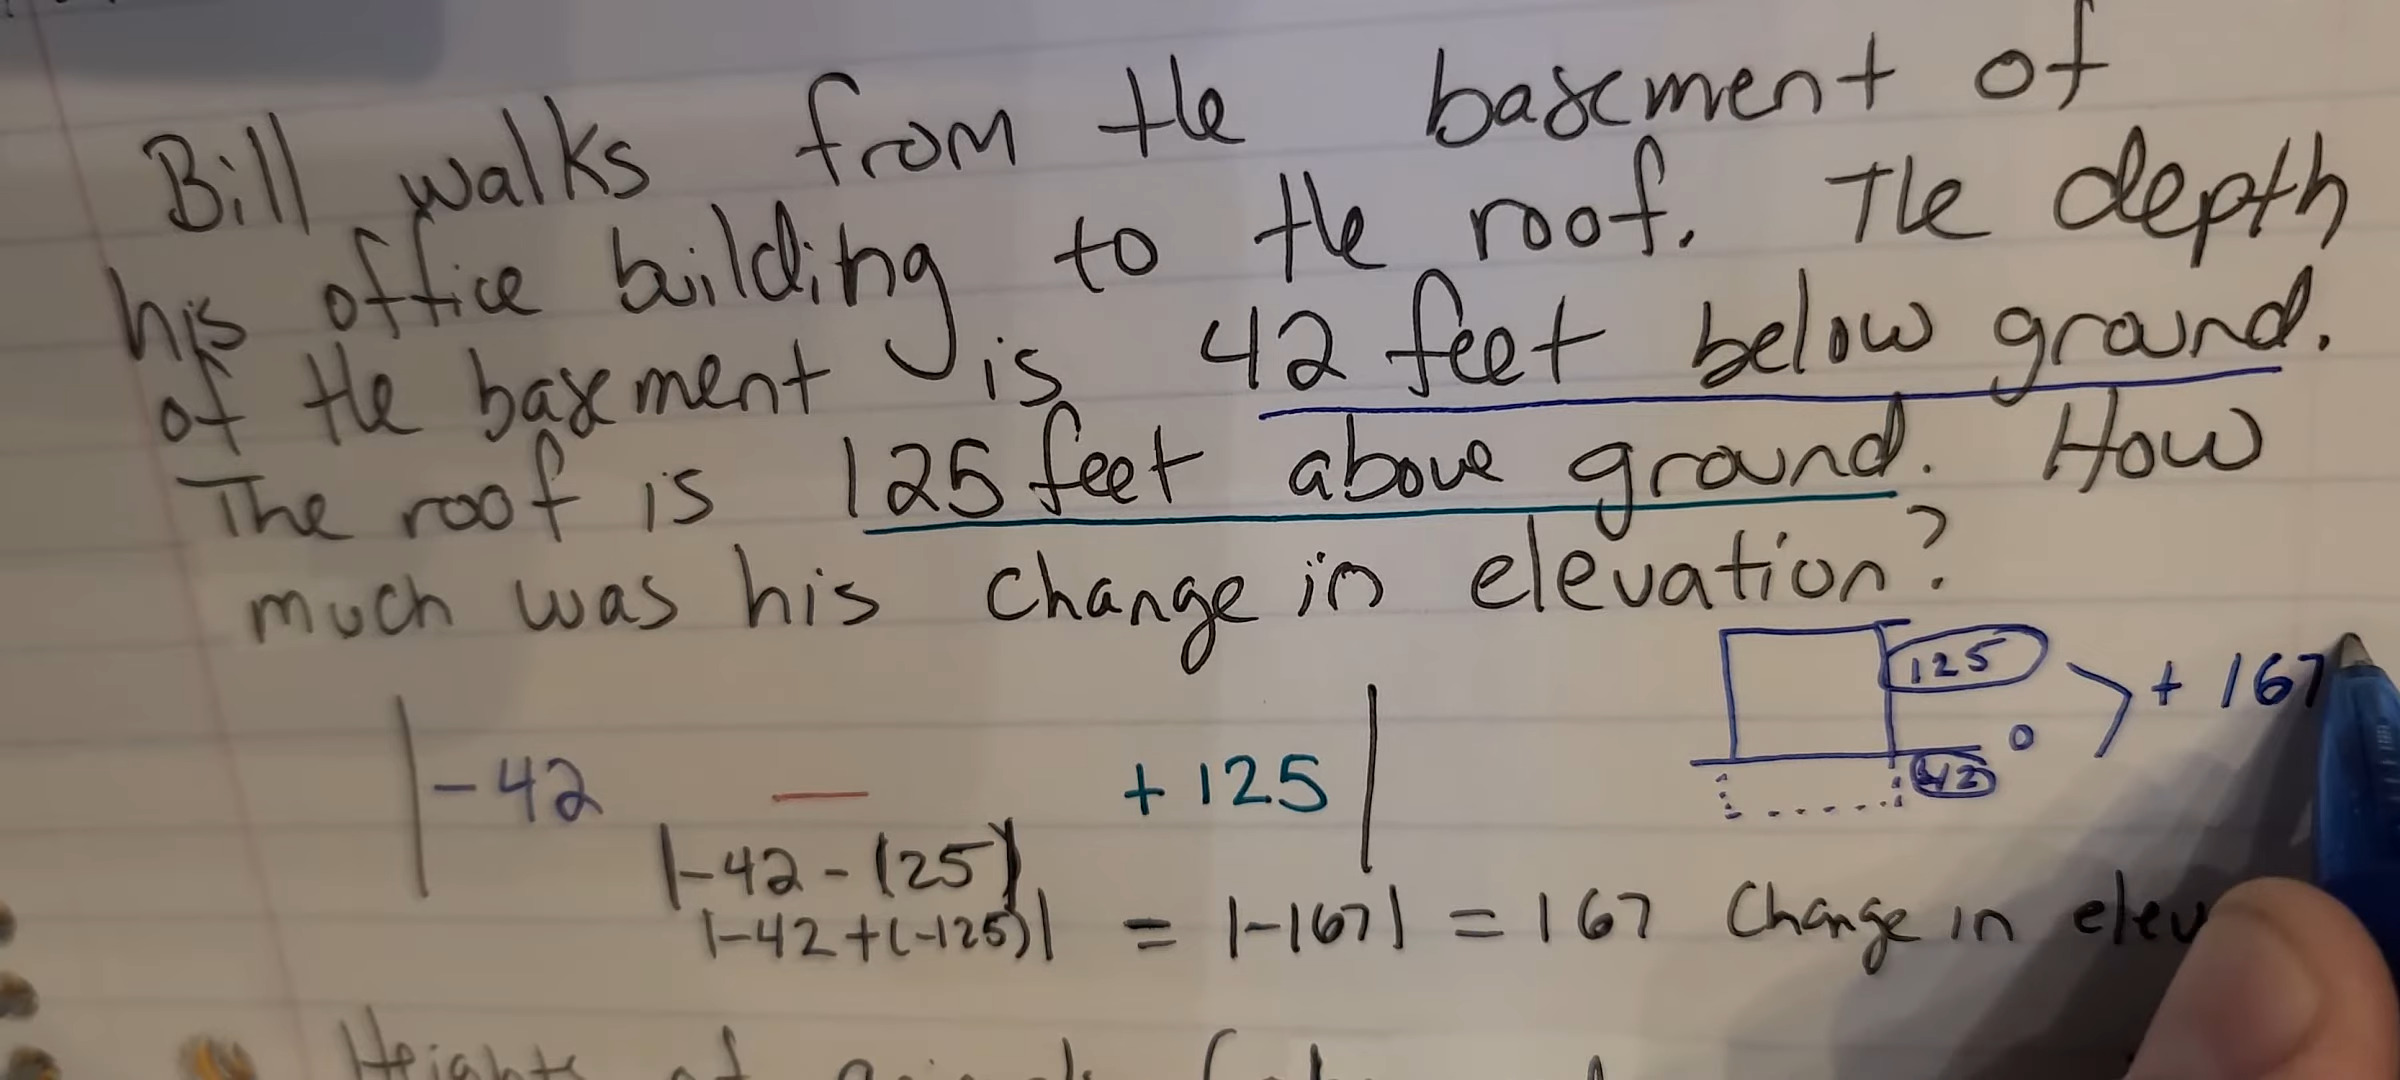 Bill walks from the basement of
his office building to the roof. The depth
of the basement is 42 feet below ground.
The roof is 125 feet above ground. How
much was his change in elevation?
|-42 — +125|
125
0
42
> + 167
|-42 - 125|
|-42 + (-125)| = |-167| = 167 Change in elev
Heights of